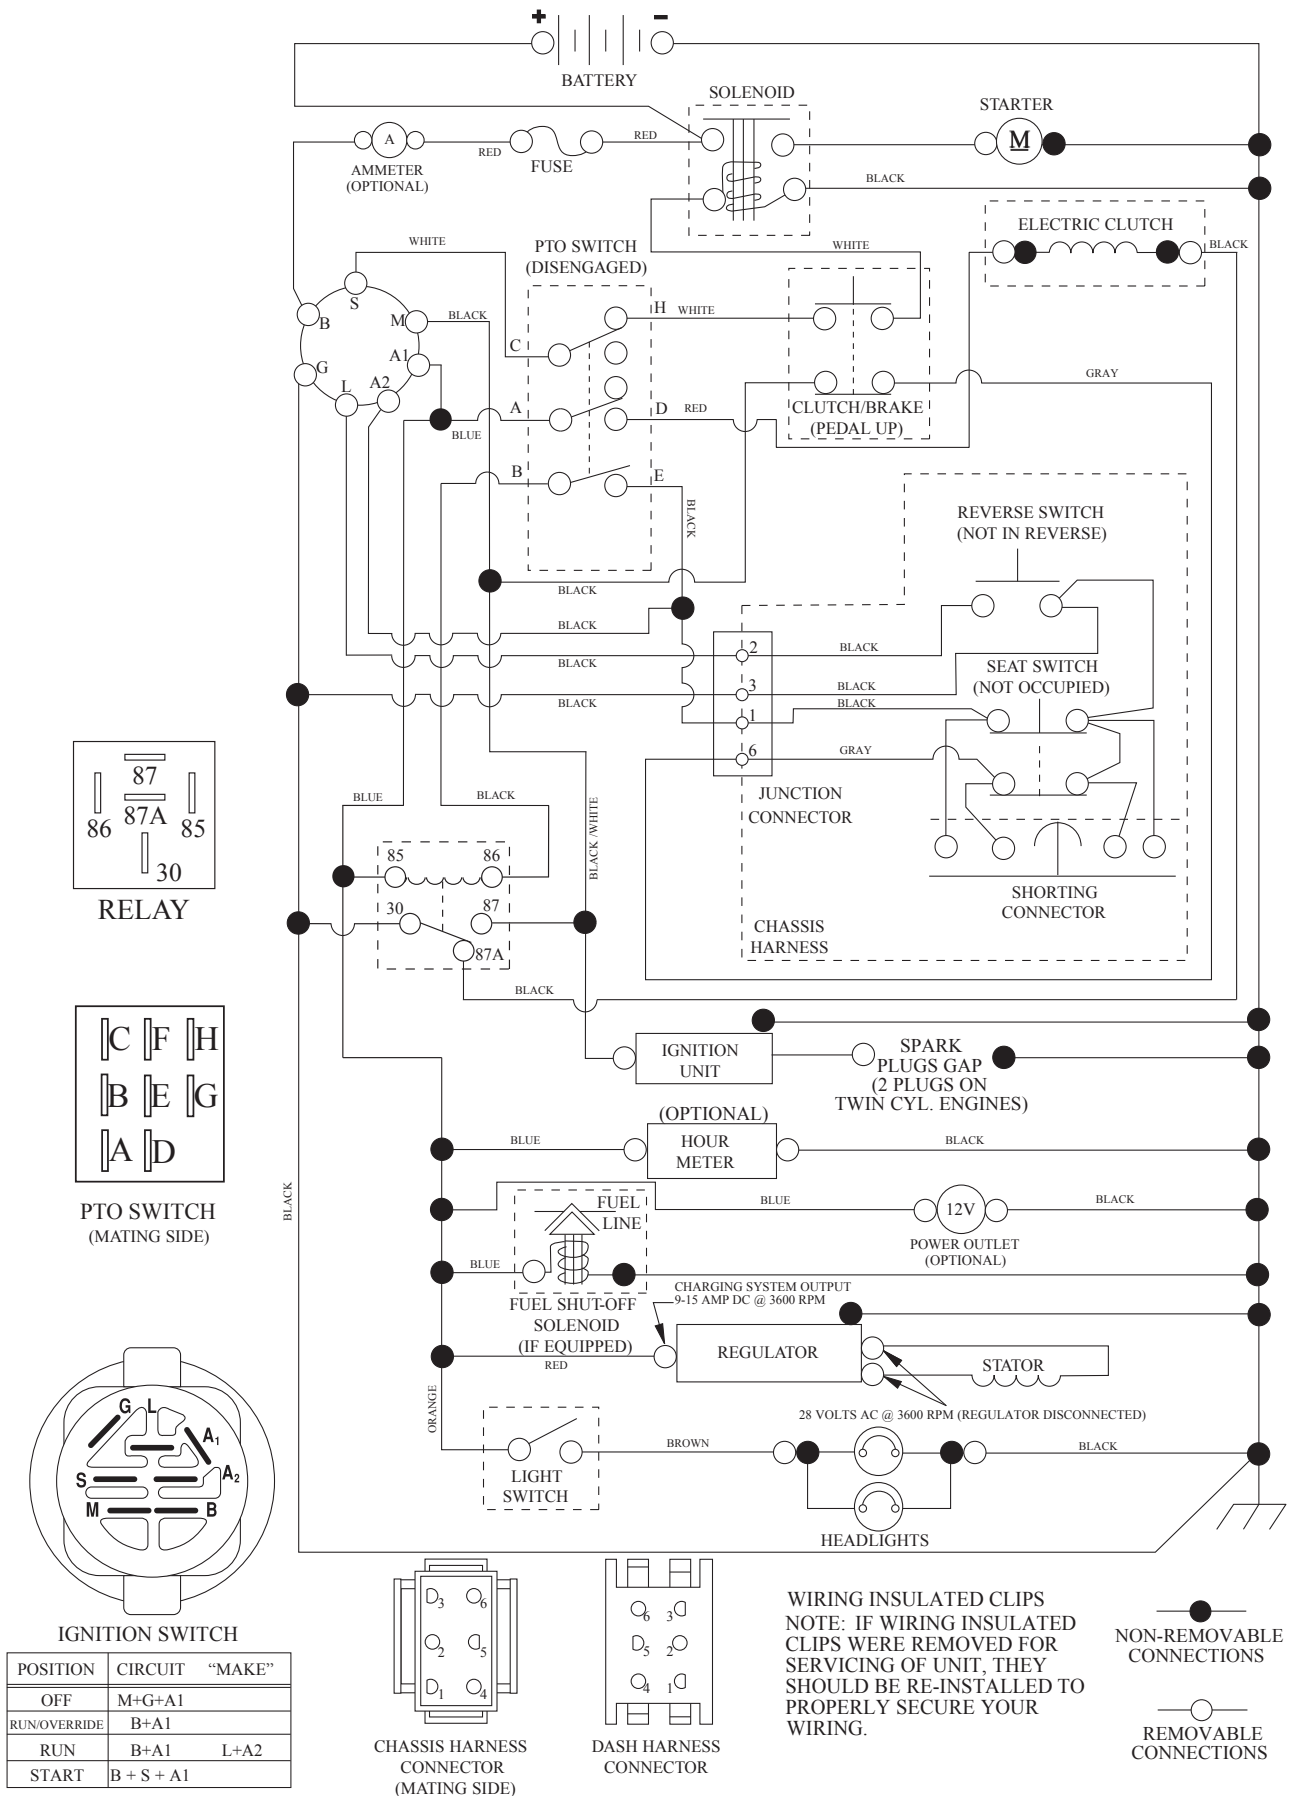 + −
BATTERY
SOLENOID
STARTER
M
A
AMMETER
(OPTIONAL)
RED
FUSE
RED
BLACK
ELECTRIC CLUTCH
BLACK
WHITE
PTO SWITCH
(DISENGAGED)
WHITE
S
B
M
BLACK
H
WHITE
C
G
A1
L
A2
BLUE
A
D
RED
CLUTCH/BRAKE
(PEDAL UP)
GRAY
B
E
BLACK
REVERSE SWITCH
(NOT IN REVERSE)
BLACK
BLACK
BLACK
BLACK
2
BLACK
3
BLACK
1
BLACK
6
GRAY
SEAT SWITCH
(NOT OCCUPIED)
JUNCTION
CONNECTOR
SHORTING
CONNECTOR
CHASSIS
HARNESS
87
86
87A
85
30
RELAY
BLUE
BLACK
BLACK /WHITE
85
86
30
87
87A
BLACK
C F H
B E G
A D
PTO SWITCH
(MATING SIDE)
BLACK
IGNITION
UNIT
SPARK
PLUGS GAP
(2 PLUGS ON
TWIN CYL. ENGINES)
(OPTIONAL)
BLUE
HOUR
METER
BLACK
FUEL
LINE
BLUE
12V
BLACK
POWER OUTLET
(OPTIONAL)
BLUE
FUEL SHUT-OFF
SOLENOID
(IF EQUIPPED)
CHARGING SYSTEM OUTPUT
9-15 AMP DC @ 3600 RPM
RED
REGULATOR
STATOR
28 VOLTS AC @ 3600 RPM (REGULATOR DISCONNECTED)
ORANGE
LIGHT
SWITCH
BROWN
BLACK
HEADLIGHTS
G L
A1
S
A2
M
B
IGNITION SWITCH
POSITION CIRCUIT “MAKE”
OFF M+G+A1
RUN/OVERRIDE B+A1
RUN B+A1 L+A2
START B + S + A1
3 6
2 5
1 4
CHASSIS HARNESS
CONNECTOR
(MATING SIDE)
6 3
5 2
4 1
DASH HARNESS
CONNECTOR
WIRING INSULATED CLIPS
NOTE: IF WIRING INSULATED
CLIPS WERE REMOVED FOR
SERVICING OF UNIT, THEY
SHOULD BE RE-INSTALLED TO
PROPERLY SECURE YOUR
WIRING.
NON-REMOVABLE
CONNECTIONS
REMOVABLE
CONNECTIONS